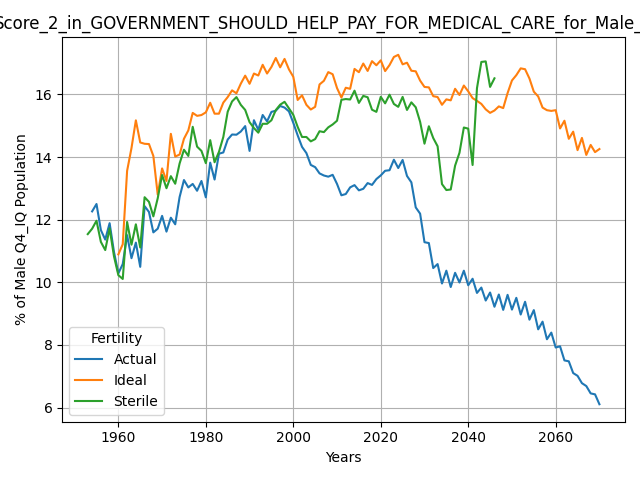 Score_2_in_GOVERNMENT_SHOULD_HELP_PAY_FOR_MEDICAL_CARE_for_Male_
% of Male Q4_IQ Population
16
14
12
10
8
6
Fertility
Actual
Ideal
Sterile
1960 1980 2000 2020 2040 2060
Years